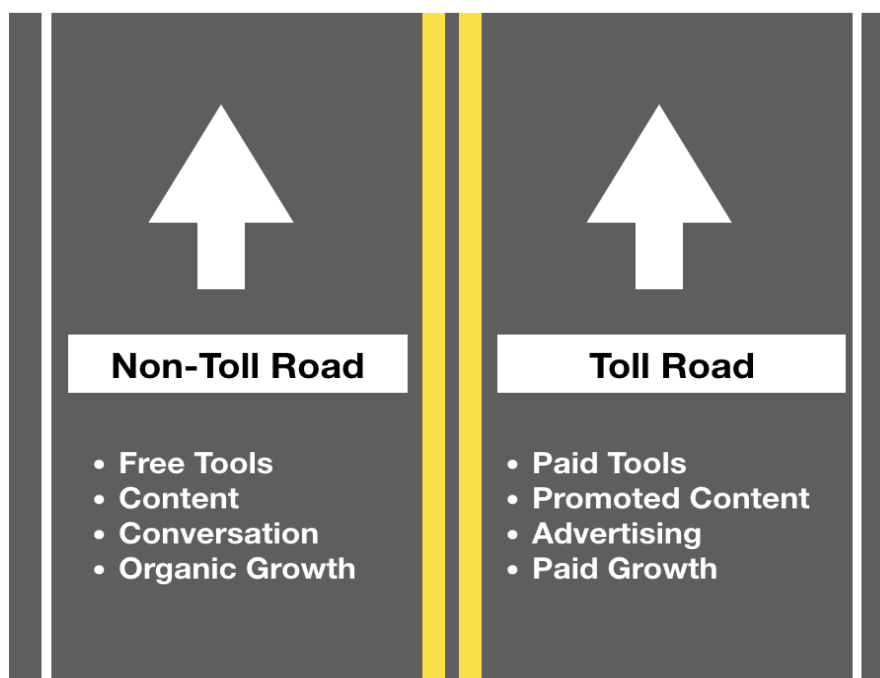 Non-Toll Road
• Free Tools
• Content
• Conversation
• Organic Growth
Toll Road
• Paid Tools
• Promoted Content
• Advertising
• Paid Growth